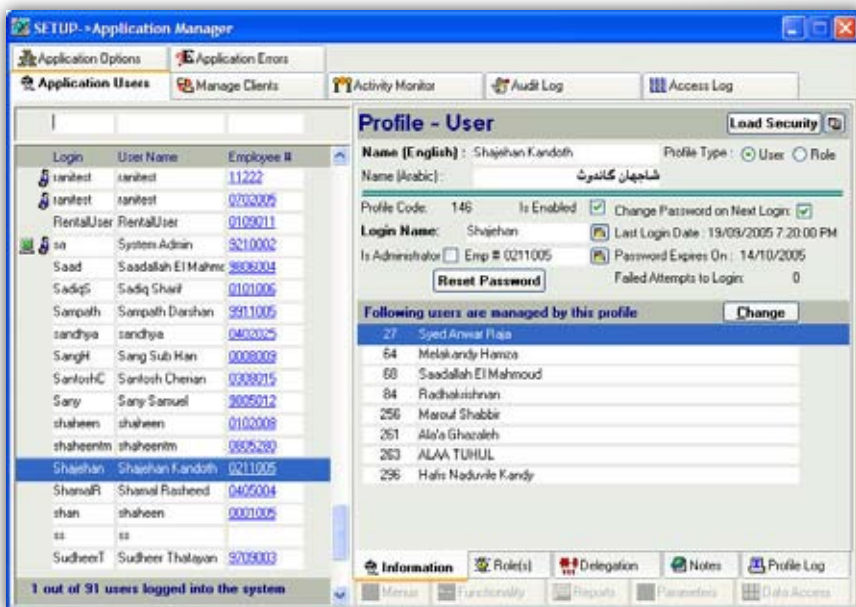 SETUP->Application Manager
Application Options
Application Errors
Application Users
Manage Clients
Activity Monitor
Audit Log
Access Log
Login User Name Employee #
ranitest ranitest 11222
ranitest ranitest 0702005
RentalUser RentalUser 0109011
sa System Admin 9210002
Saad Saadallah El Mahmo 9806004
SadiqS Sadiq Sharif 0101006
Sampath Sampath Darshan 9911005
sandhya sandhya 0402025
SangH Sang Sub Han 0008009
SantoshC Santosh Cherian 0308015
Sany Sany Samuel 9805012
shaheen shaheen 0102008
shaheentm shaheentm 0805280
Shajehan Shajehan Kandoth 0211005
ShamalR Shamal Rasheed 0405004
shan shaheen 0001005
ss ss
SudheerT Sudheer Thalayan 9709003
1 out of 91 users logged into the system
Profile - User
Load Security
Name (English) : Shajehan Kandoth Profile Type : User Role
Name (Arabic) : شاجهان گاندوث
Profile Code: 146 Is Enabled Change Password on Next Login:
Login Name: Shajehan Last Login Date : 19/09/2005 7:20:00 PM
Is Administrator Emp # 0211005 Password Expires On : 14/10/2005
Reset Password Failed Attempts to Login: 0
Following users are managed by this profile Change
27 Syed Anwar Raja
64 Melakandy Hamza
68 Saadallah El Mahmoud
84 Radhakrishnan
256 Marouf Shabbir
261 Ala'a Ghazaleh
263 ALAA TUHUL
296 Hafis Naduvile Kandy
Information Role(s) Delegation Notes Profile Log
Menus Functionality Reports Parameters Data Access